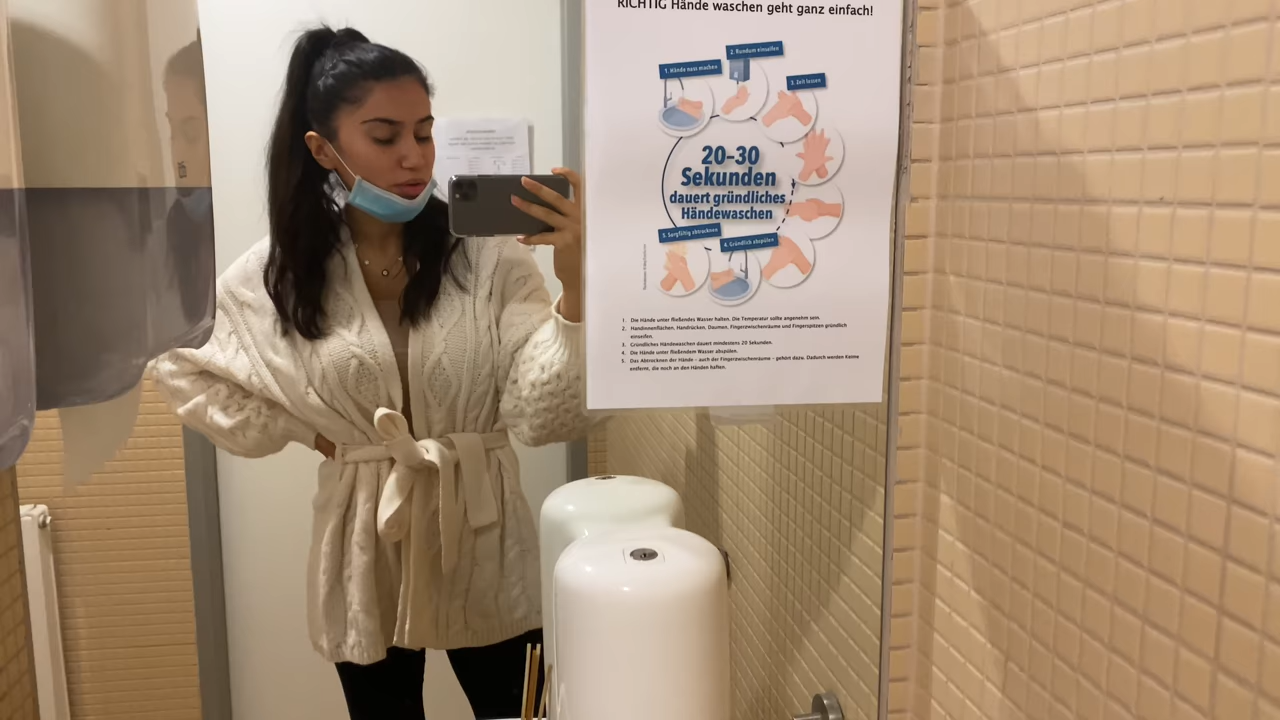 RICHTIG Hände waschen geht ganz einfach!
2. Rundum einseifen
1. Hände nass machen
3. Zeit lassen
20–30
Sekunden
dauert gründliches
Händewaschen
5. Sorgfältig abtrocknen
4. Gründlich abspülen
1. Die Hände unter fließendes Wasser halten. Die Temperatur sollte angenehm sein.
2. Handinnenflächen, Handrücken, Daumen, Fingerzwischenräume und Fingerspitzen gründlich
einseifen.
3. Gründliches Händewaschen dauert mindestens 20 Sekunden.
4. Die Hände unter fließendem Wasser abspülen.
5. Das Abtrocknen der Hände – auch der Fingerzwischenräume – gehört dazu. Dadurch werden Keime
entfernt, die noch an den Händen haften.